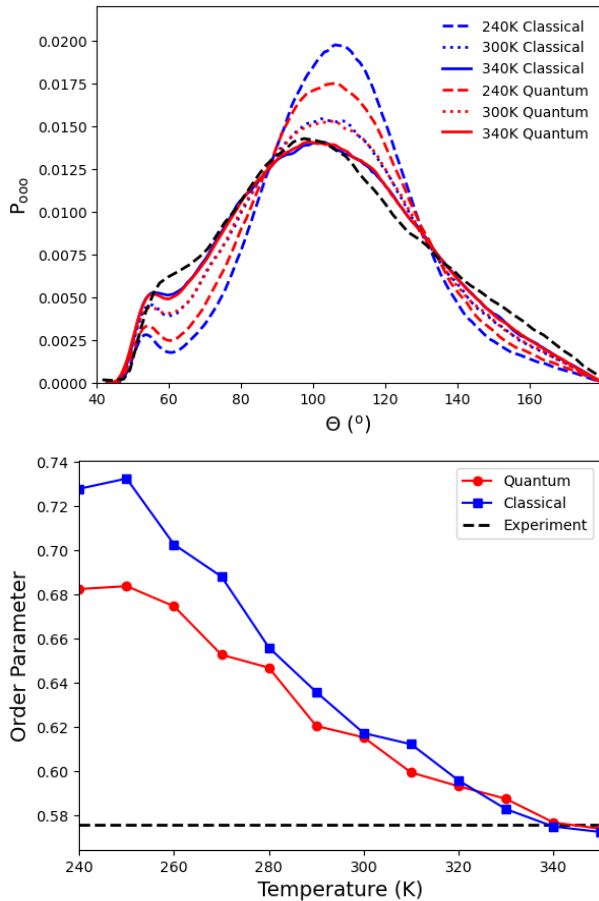 0.0200
0.0175
0.0150
0.0125
0.0100
0.0075
0.0050
0.0025
0.0000
P_ooo
240K Classical
300K Classical
340K Classical
240K Quantum
300K Quantum
340K Quantum
40 60 80 100 120 140 160
Θ (º)
0.74
0.72
0.70
0.68
0.66
0.64
0.62
0.60
0.58
Order Parameter
Quantum
Classical
Experiment
240 260 280 300 320 340
Temperature (K)